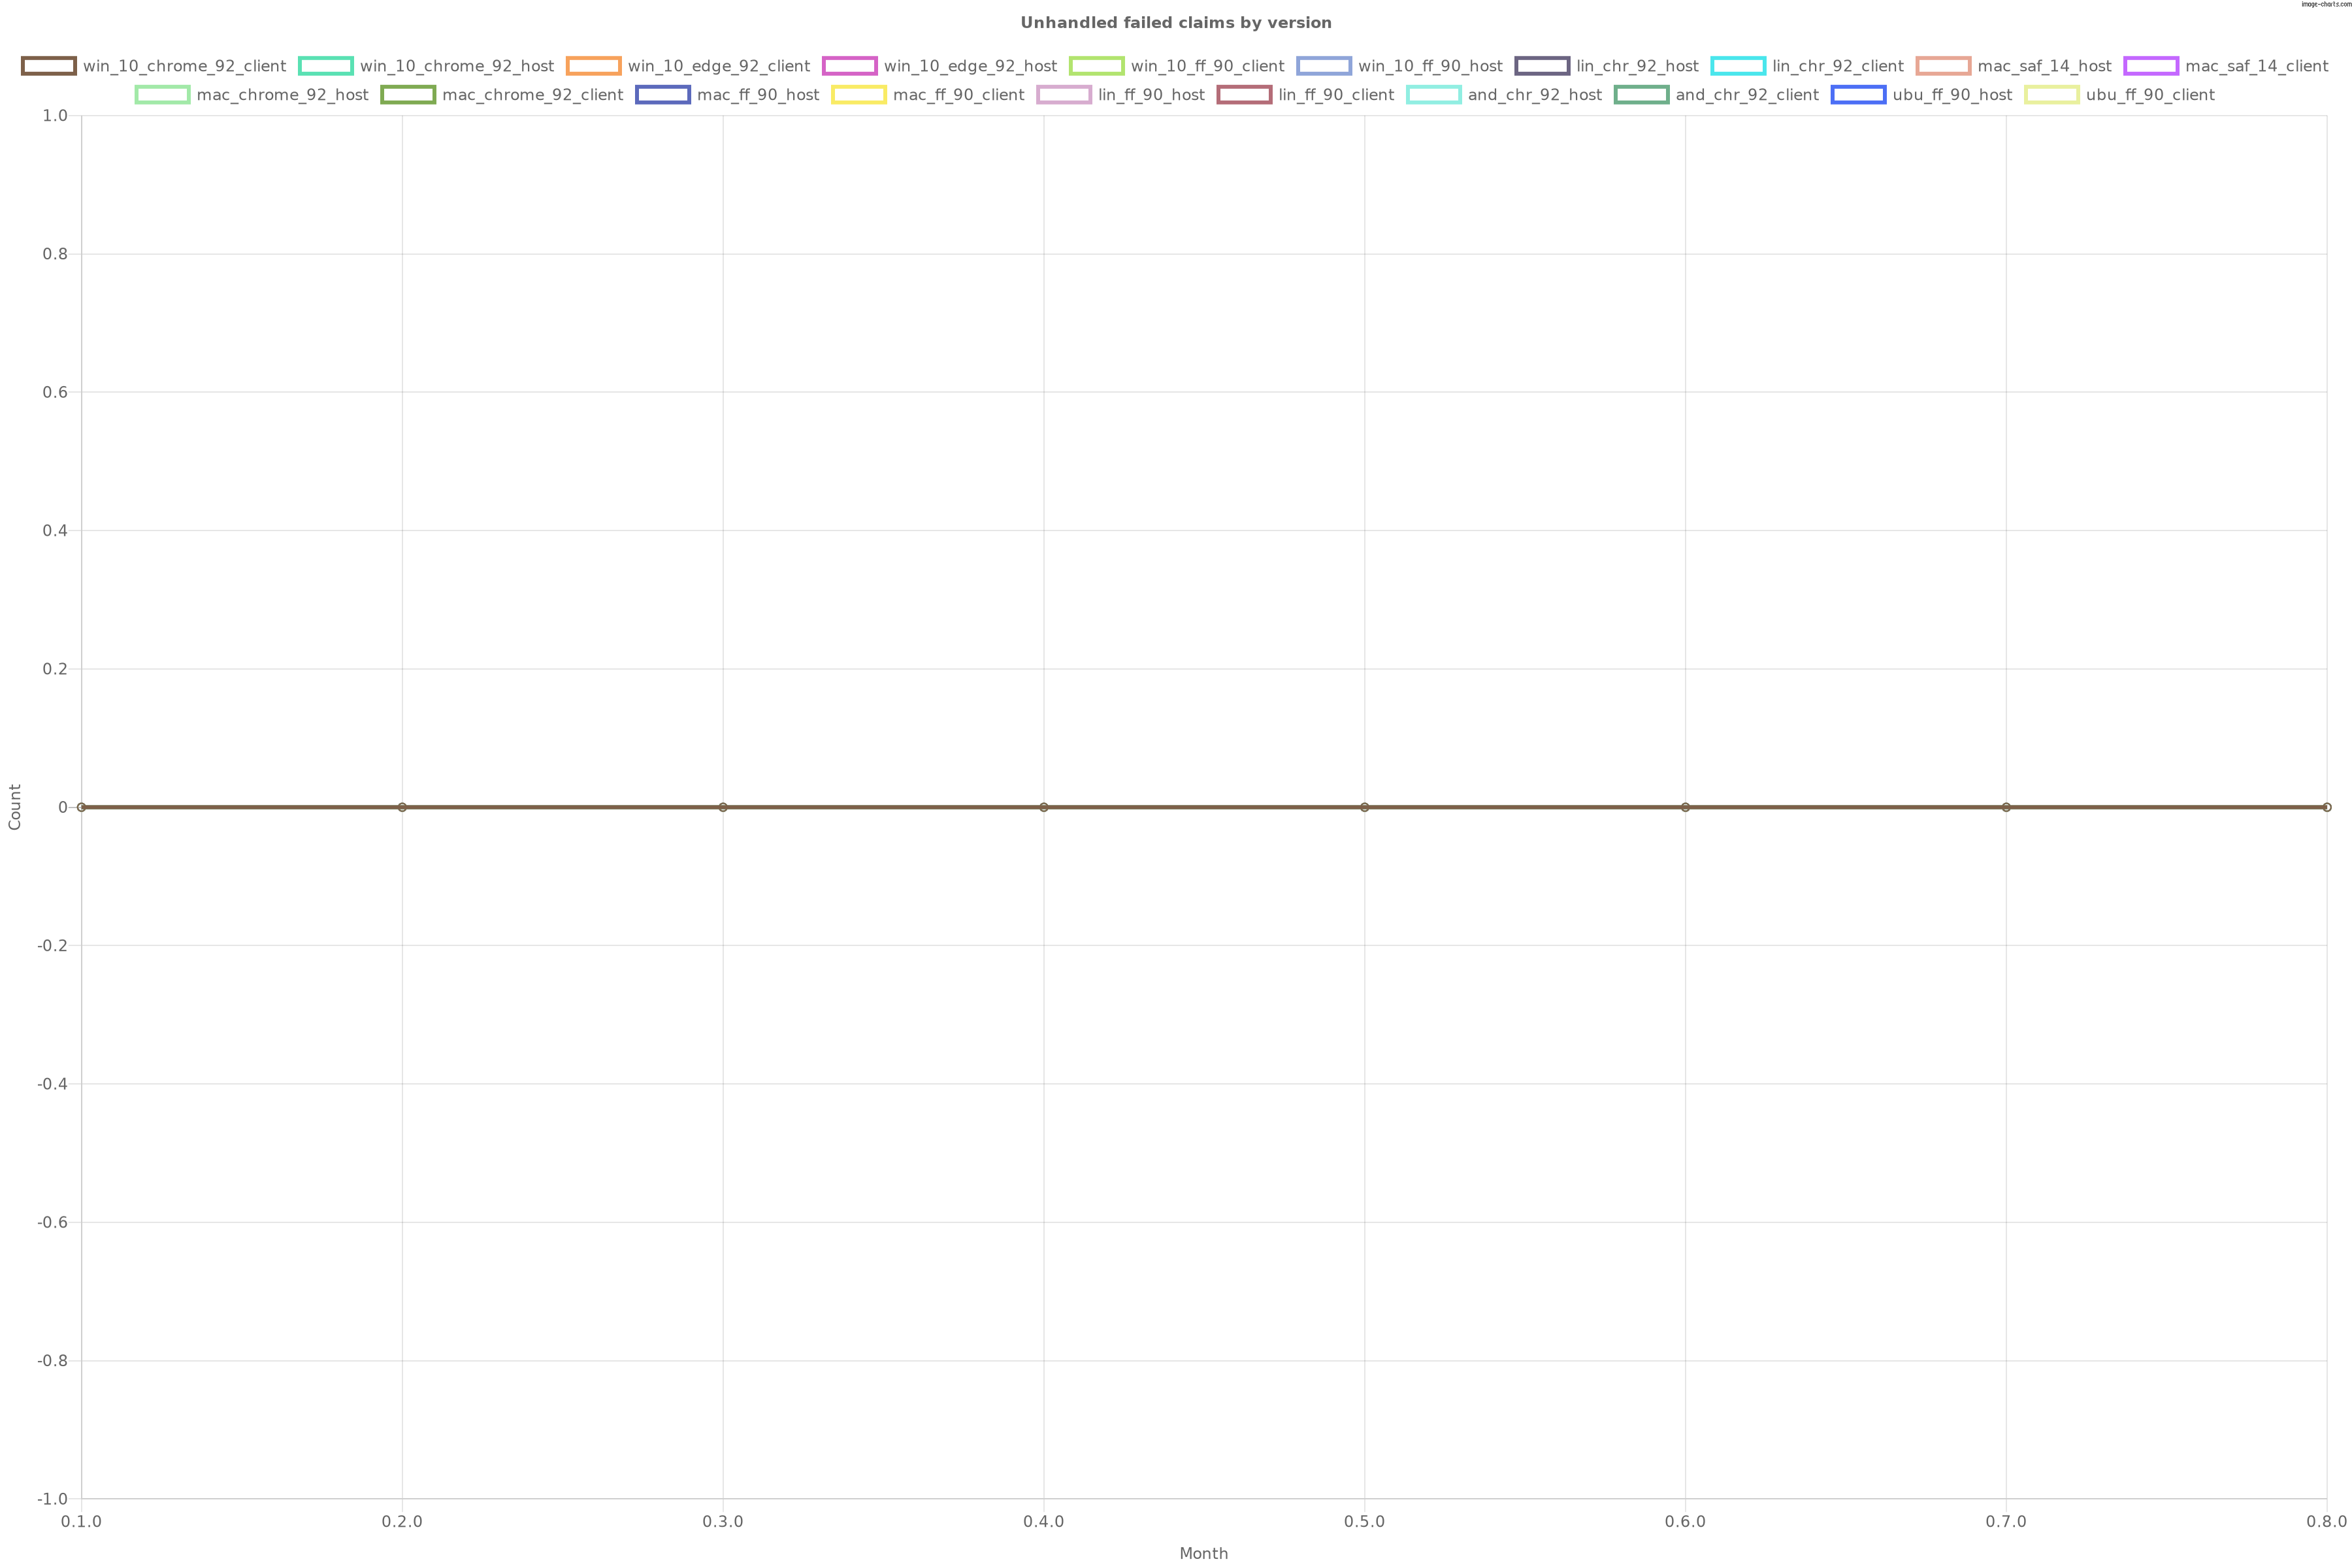 image-charts.com
Unhandled failed claims by version
win_10_chrome_92_client win_10_chrome_92_host win_10_edge_92_client win_10_edge_92_host win_10_ff_90_client win_10_ff_90_host lin_chr_92_host lin_chr_92_client mac_saf_14_host mac_saf_14_client
mac_chrome_92_host mac_chrome_92_client mac_ff_90_host mac_ff_90_client lin_ff_90_host lin_ff_90_client and_chr_92_host and_chr_92_client ubu_ff_90_host ubu_ff_90_client
1.0
0.8
0.6
0.4
0.2
0
-0.2
-0.4
-0.6
-0.8
-1.0
Count
0.1.0 0.2.0 0.3.0 0.4.0 0.5.0 0.6.0 0.7.0 0.8.0
Month